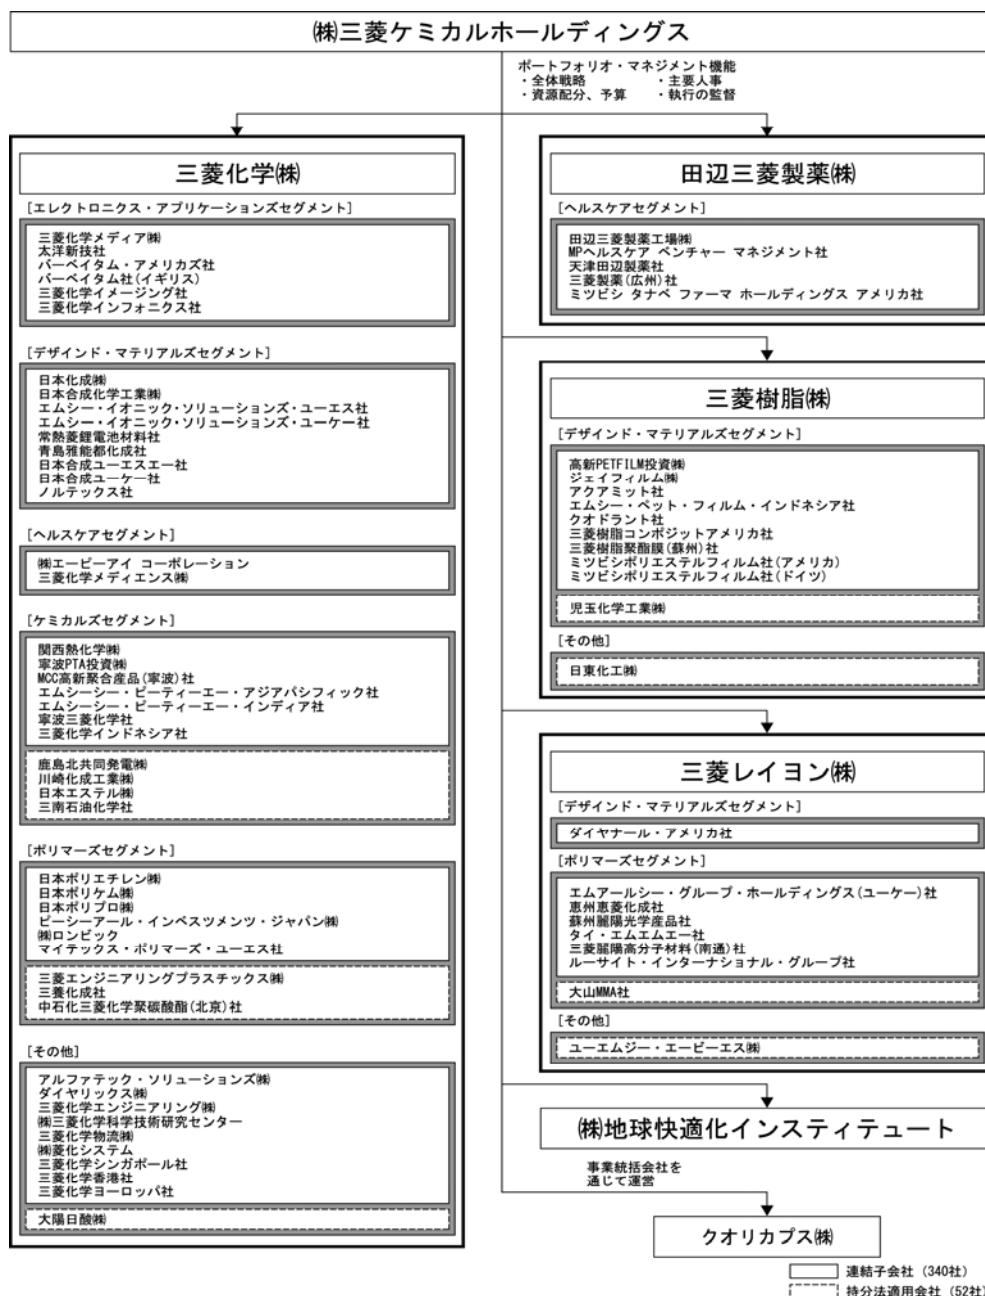 ㈱三菱ケミカルホールディングス
ポートフォリオ・マネジメント機能
・全体戦略 ・主要人事
・資源配分、予算 ・執行の監督
三菱化学㈱
[エレクトロニクス・アプリケーションズセグメント]
三菱化学メディア㈱
太洋新技社
バーベイタム・アメリカズ社
バーベイタム社(イギリス)
三菱化学イメージング社
三菱化学インフォニクス社
[デザインド・マテリアルズセグメント]
日本化成㈱
日本合成化学工業㈱
エムシー・イオニック・ソリューションズ・ユーエス社
エムシー・イオニック・ソリューションズ・ユーケー社
常熟菱鋰電池材料社
青島雅能都化成社
日本合成ユーエスエー社
日本合成ユーケー社
ノルテックス社
[ヘルスケアセグメント]
㈱エーピーアイ コーポレーション
三菱化学メディエンス㈱
[ケミカルズセグメント]
関西熱化学㈱
寧波PTA投資㈱
MCC高新聚合産品(寧波)社
エムシーシー・ピーティーエー・アジアパシフィック社
エムシーシー・ピーティーエー・インディア社
寧波三菱化学社
三菱化学インドネシア社
鹿島北共同発電㈱
川崎化成工業㈱
日本エステル㈱
三南石油化学社
[ポリマーズセグメント]
日本ポリエチレン㈱
日本ポリケム㈱
日本ポリプロ㈱
ピーシーアール・インベスツメンツ・ジャパン㈱
㈱ロンビック
マイテックス・ポリマーズ・ユーエス社
三菱エンジニアリングプラスチックス㈱
三養化成社
中石化三菱化学聚碳酸酯(北京)社
[その他]
アルファテック・ソリューションズ㈱
ダイヤリックス㈱
三菱化学エンジニアリング㈱
㈱三菱化学科学技術研究センター
三菱化学物流㈱
㈱菱化システム
三菱化学シンガポール社
三菱化学香港社
三菱化学ヨーロッパ社
大陽日酸㈱
田辺三菱製薬㈱
[ヘルスケアセグメント]
田辺三菱製薬工場㈱
MPヘルスケア ベンチャー マネジメント社
天津田辺製薬社
三菱製薬(広州)社
ミツビシ タナベ ファーマ ホールディングス アメリカ社
三菱樹脂㈱
[デザインド・マテリアルズセグメント]
高新PETFILM投資㈱
ジェイフィルム㈱
アクアミット社
エムシー・ペット・フィルム・インドネシア社
クオドラント社
三菱樹脂コンポジットアメリカ社
三菱樹脂聚酯膜(蘇州)社
ミツビシポリエステルフィルム社(アメリカ)
ミツビシポリエステルフィルム社(ドイツ)
児玉化学工業㈱
[その他]
日東化工㈱
三菱レイヨン㈱
[デザインド・マテリアルズセグメント]
ダイヤナール・アメリカ社
[ポリマーズセグメント]
エムアールシー・グループ・ホールディングス(ユーケー)社
恵州恵菱化成社
蘇州麗陽光学産品社
タイ・エムエムエー社
三菱麗陽高分子材料(南通)社
ルーサイト・インターナショナル・グループ社
大山MMA社
[その他]
ユーエムジー・エービーエス㈱
㈱地球快適化インスティテュート
事業統括会社を
通じて運営
クオリカプス㈱
連結子会社 (340社)
持分法適用会社 (52社)